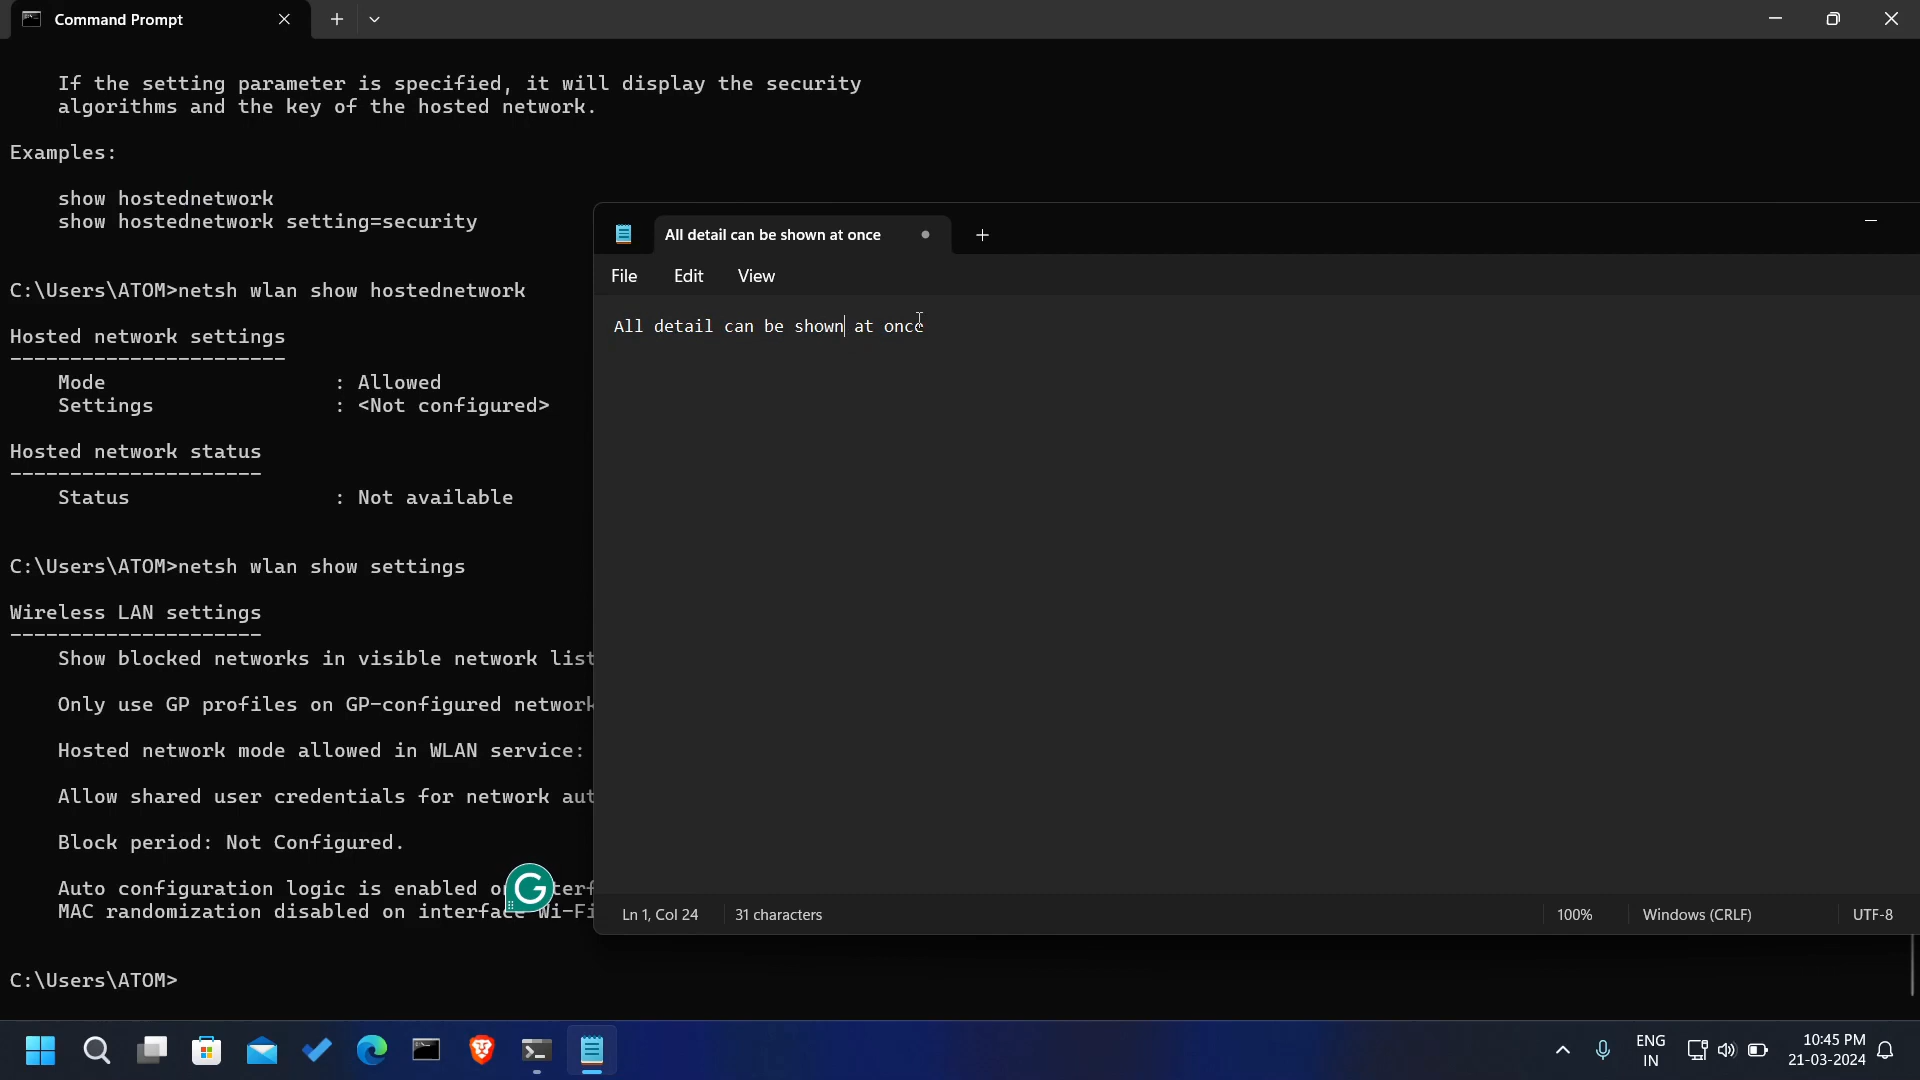 Command Prompt
If the setting parameter is specified, it will display the security
algorithms and the key of the hosted network.
Examples:
show hostednetwork
show hostednetwork setting=security
C:\Users\ATOM>netsh wlan show hostednetwork
Hosted network settings
-----------------------
Mode : Allowed
Settings : <Not configured>
Hosted network status
---------------------
Status : Not available
C:\Users\ATOM>netsh wlan show settings
Wireless LAN settings
---------------------
Show blocked networks in visible network list
Only use GP profiles on GP-configured network
Hosted network mode allowed in WLAN service:
Allow shared user credentials for network aut
Block period: Not Configured.
Auto configuration logic is enabled on interf
MAC randomization disabled on interface Wi-Fi
C:\Users\ATOM>
All detail can be shown at once
File Edit View
All detail can be shown at once
Ln 1, Col 24 31 characters 100% Windows (CRLF) UTF-8
ENG
IN
10:45 PM
21-03-2024